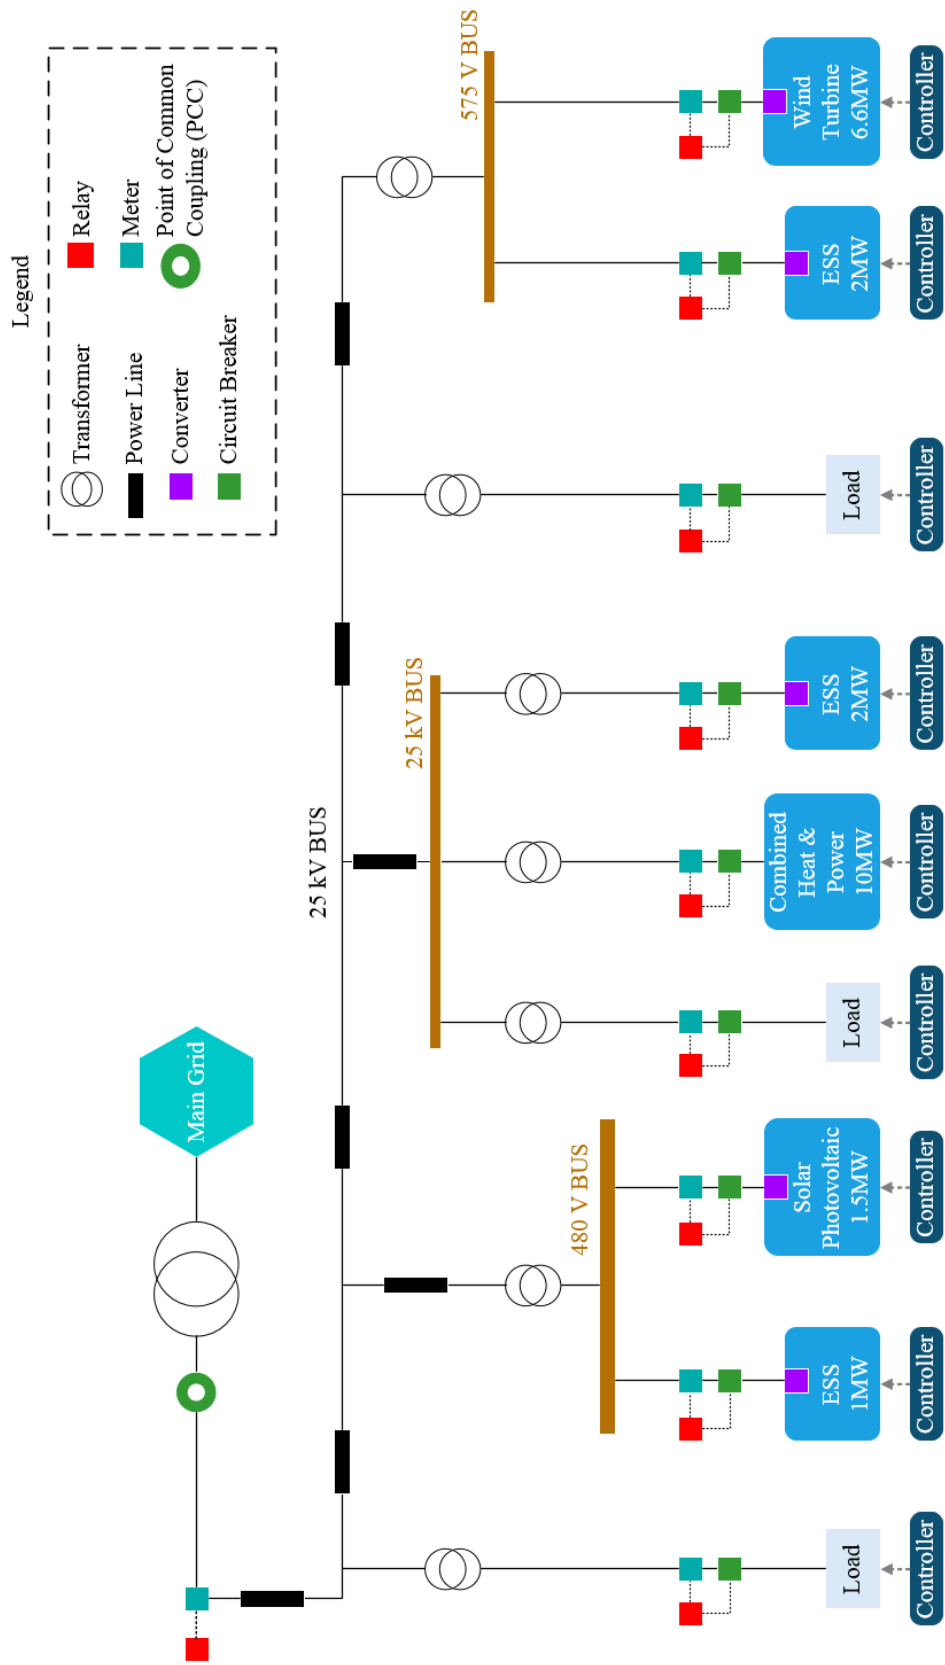 Legend
Transformer
Relay
Power Line
Meter
Converter
Point of Common
Coupling (PCC)
Circuit Breaker
Main Grid
25 kV BUS
480 V BUS
25 kV BUS
575 V BUS
Load
ESS
1MW
Solar
Photovoltaic
1.5MW
Load
Combined
Heat &
Power
10MW
ESS
2MW
Load
ESS
2MW
Wind
Turbine
6.6MW
Controller
Controller
Controller
Controller
Controller
Controller
Controller
Controller
Controller